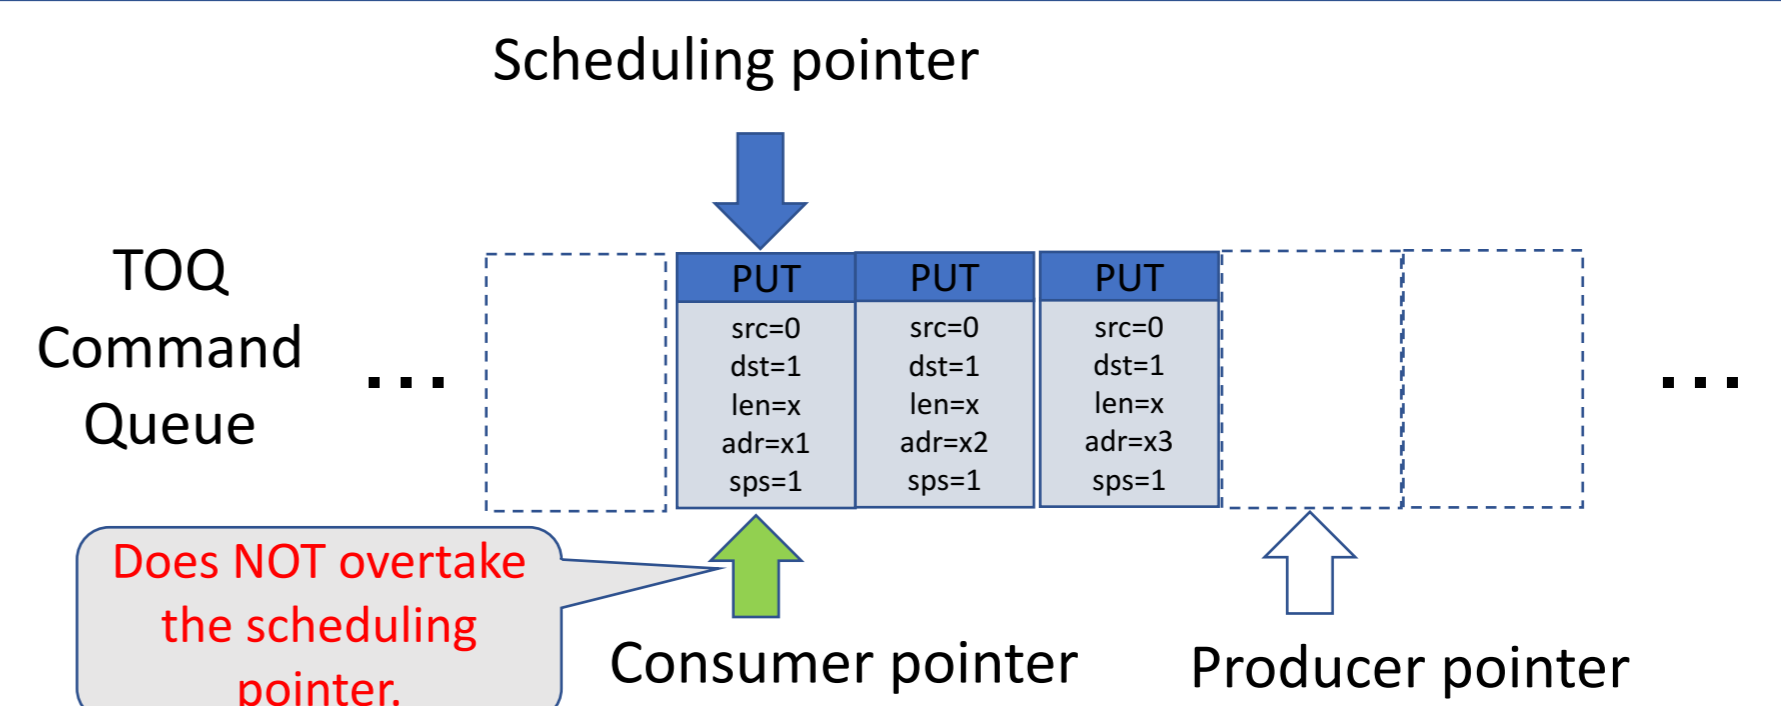 Scheduling pointer
TOQ
Command
Queue
...
PUT
src=0
dst=1
len=x
adr=x1
sps=1
PUT
src=0
dst=1
len=x
adr=x2
sps=1
PUT
src=0
dst=1
len=x
adr=x3
sps=1
...
Does NOT overtake
the scheduling
pointer.
Consumer pointer
Producer pointer